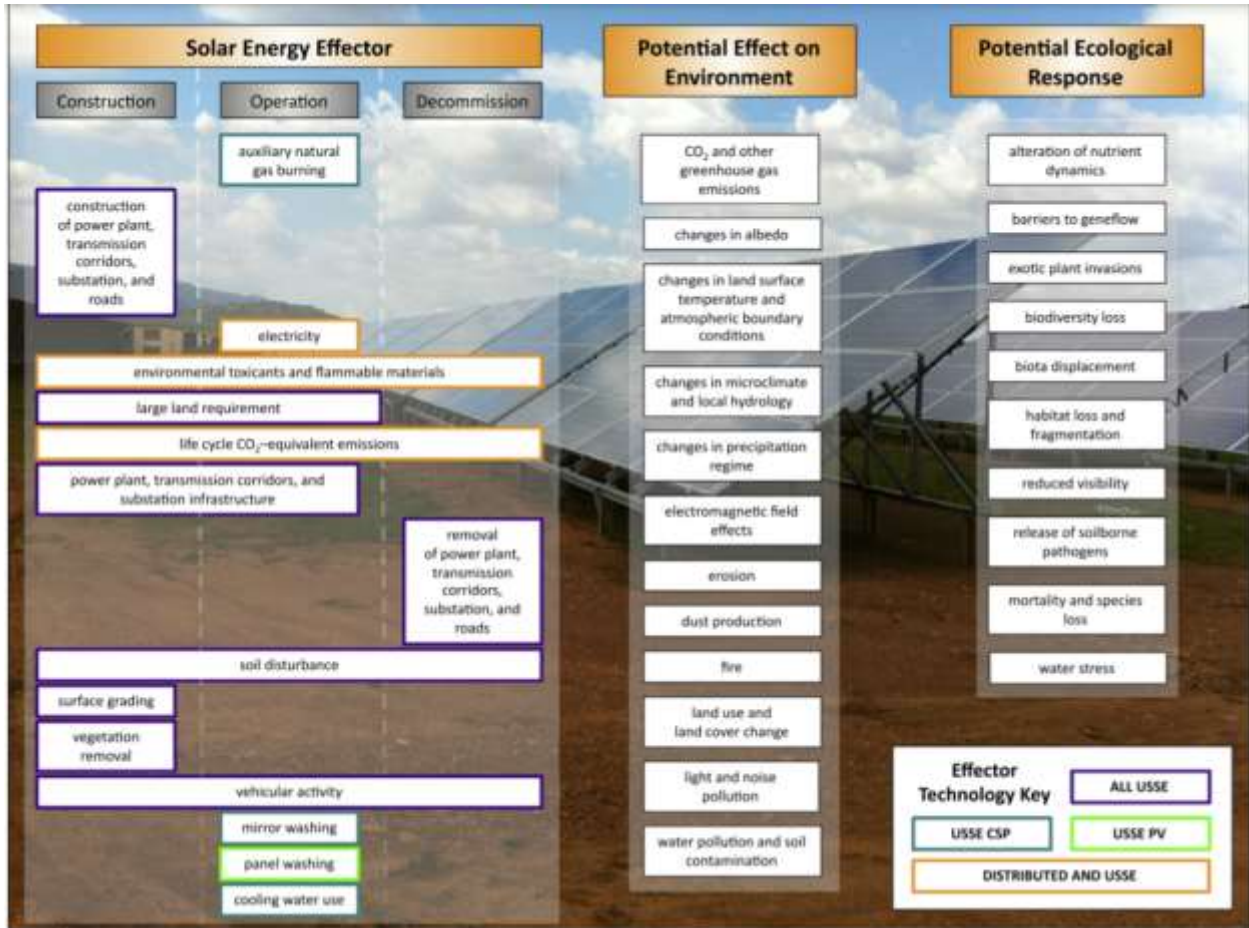 Solar Energy Effector
Construction
Operation
Decommission
auxiliary natural
gas burning
construction
of power plant,
transmission
corridors,
substation, and
roads
electricity
environmental toxicants and flammable materials
large land requirement
life cycle CO₂–equivalent emissions
power plant, transmission corridors, and
substation infrastructure
removal
of power plant,
transmission
corridors,
substation, and
roads
soil disturbance
surface grading
vegetation
removal
vehicular activity
mirror washing
panel washing
cooling water use
Potential Effect on
Environment
CO₂ and other
greenhouse gas
emissions
changes in albedo
changes in land surface
temperature and
atmospheric boundary
conditions
changes in microclimate
and local hydrology
changes in precipitation
regime
electromagnetic field
effects
erosion
dust production
fire
land use and
land cover change
light and noise
pollution
water pollution and soil
contamination
Potential Ecological
Response
alteration of nutrient
dynamics
barriers to geneflow
exotic plant invasions
biodiversity loss
biota displacement
habitat loss and
fragmentation
reduced visibility
release of soilborne
pathogens
mortality and species
loss
water stress
Effector
Technology Key
ALL USSE
USSE CSP
USSE PV
DISTRIBUTED AND USSE